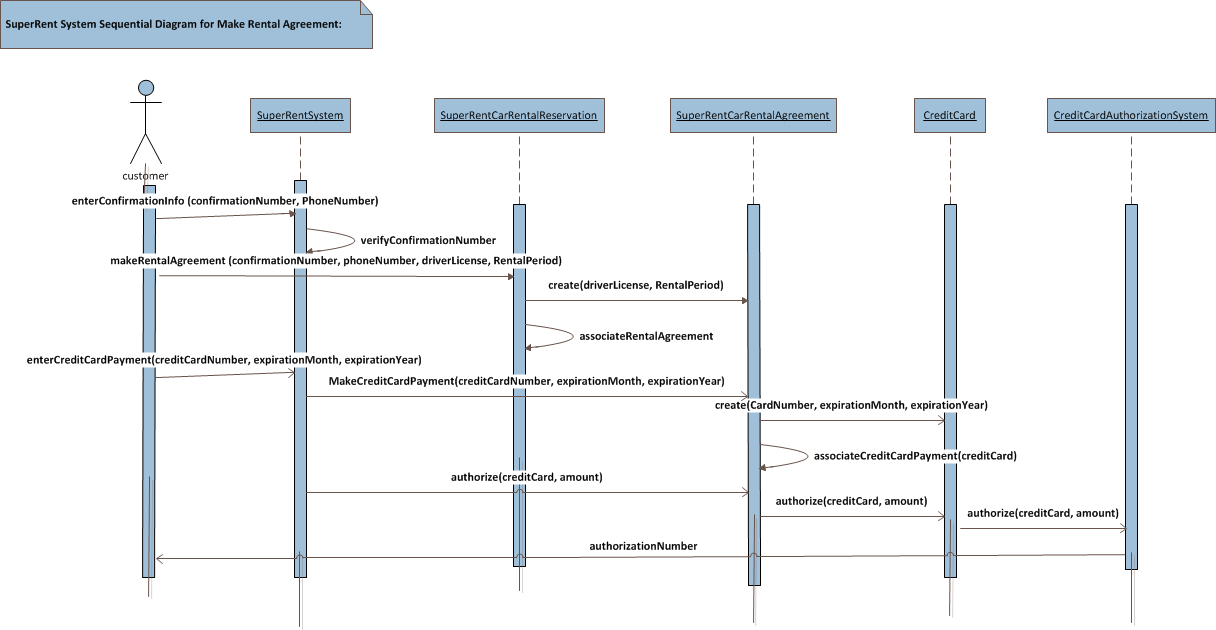 SuperRent System Sequential Diagram for Make Rental Agreement:
customer
SuperRentSystem
SuperRentCarRentalReservation
SuperRentCarRentalAgreement
CreditCard
CreditCardAuthorizationSystem
enterConfirmationInfo (confirmationNumber, PhoneNumber)
verifyConfirmationNumber
makeRentalAgreement (confirmationNumber, phoneNumber, driverLicense, RentalPeriod)
create(driverLicense, RentalPeriod)
associateRentalAgreement
enterCreditCardPayment(creditCardNumber, expirationMonth, expirationYear)
MakeCreditCardPayment(creditCardNumber, expirationMonth, expirationYear)
create(CardNumber, expirationMonth, expirationYear)
associateCreditCardPayment(creditCard)
authorize(creditCard, amount)
authorize(creditCard, amount)
authorize(creditCard, amount)
authorizationNumber